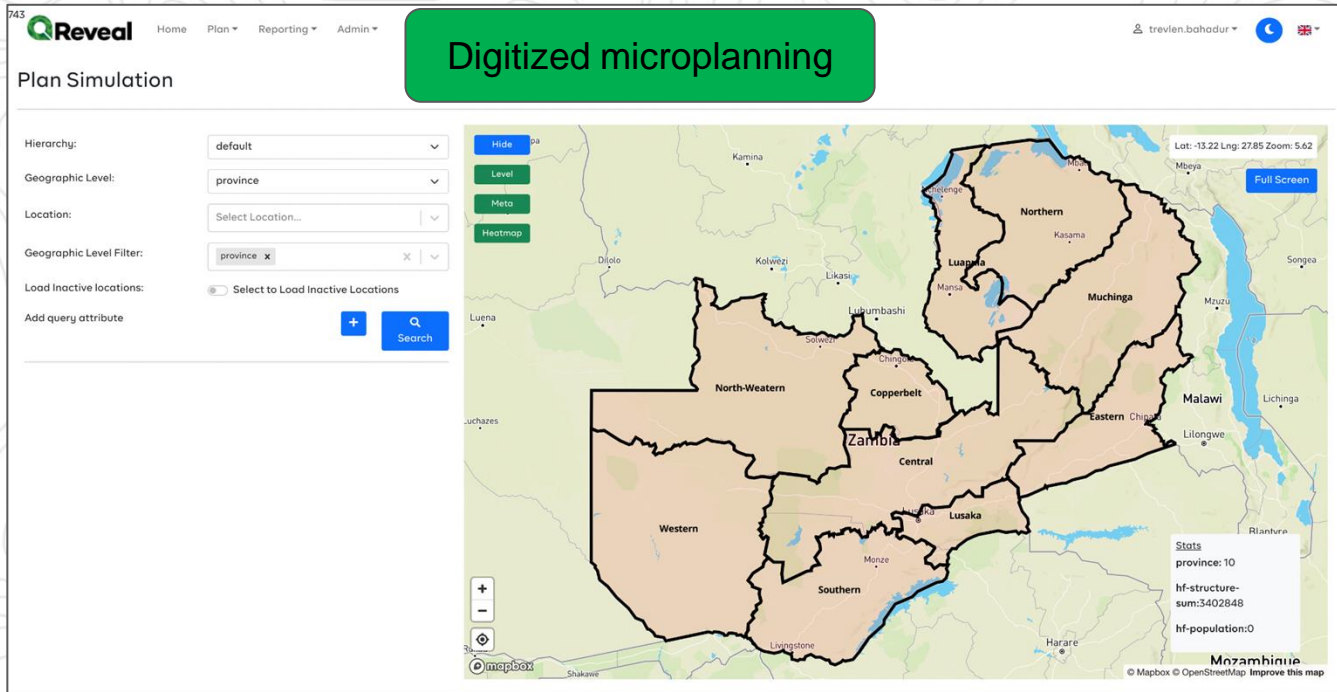 743
Reveal
Home
Plan
Reporting
Admin
Digitized microplanning
trevlen.bahadur
Plan Simulation
Hierarchy:
default
Geographic Level:
province
Location:
Select Location...
Geographic Level Filter:
province x
Load Inactive locations:
Select to Load Inactive Locations
Add query attribute
+
Search
Hide
Level
Meta
Heatmap
Lat: -13.22 Lng: 27.85 Zoom: 5.62
Full Screen
Kamina
Mbeya
Northern
Kasama
Songea
Dilolo
Kolwezi
Likasi
Luapula
Mansa
Muchinga
Mzuzu
Luena
Lubumbashi
Solwezi
North-Weatern
Copperbelt
Malawi
Lichinga
Eastern
Lilongwe
Zambia
Central
Lusaka
Lusaka
Western
Monze
Southern
Blantyre
Livingstone
Harare
Mozambique
Shakawe
Stats
province: 10
hf-structure-
sum:3402848
hf-population:0
+
−
mapbox
© Mapbox © OpenStreetMap Improve this map